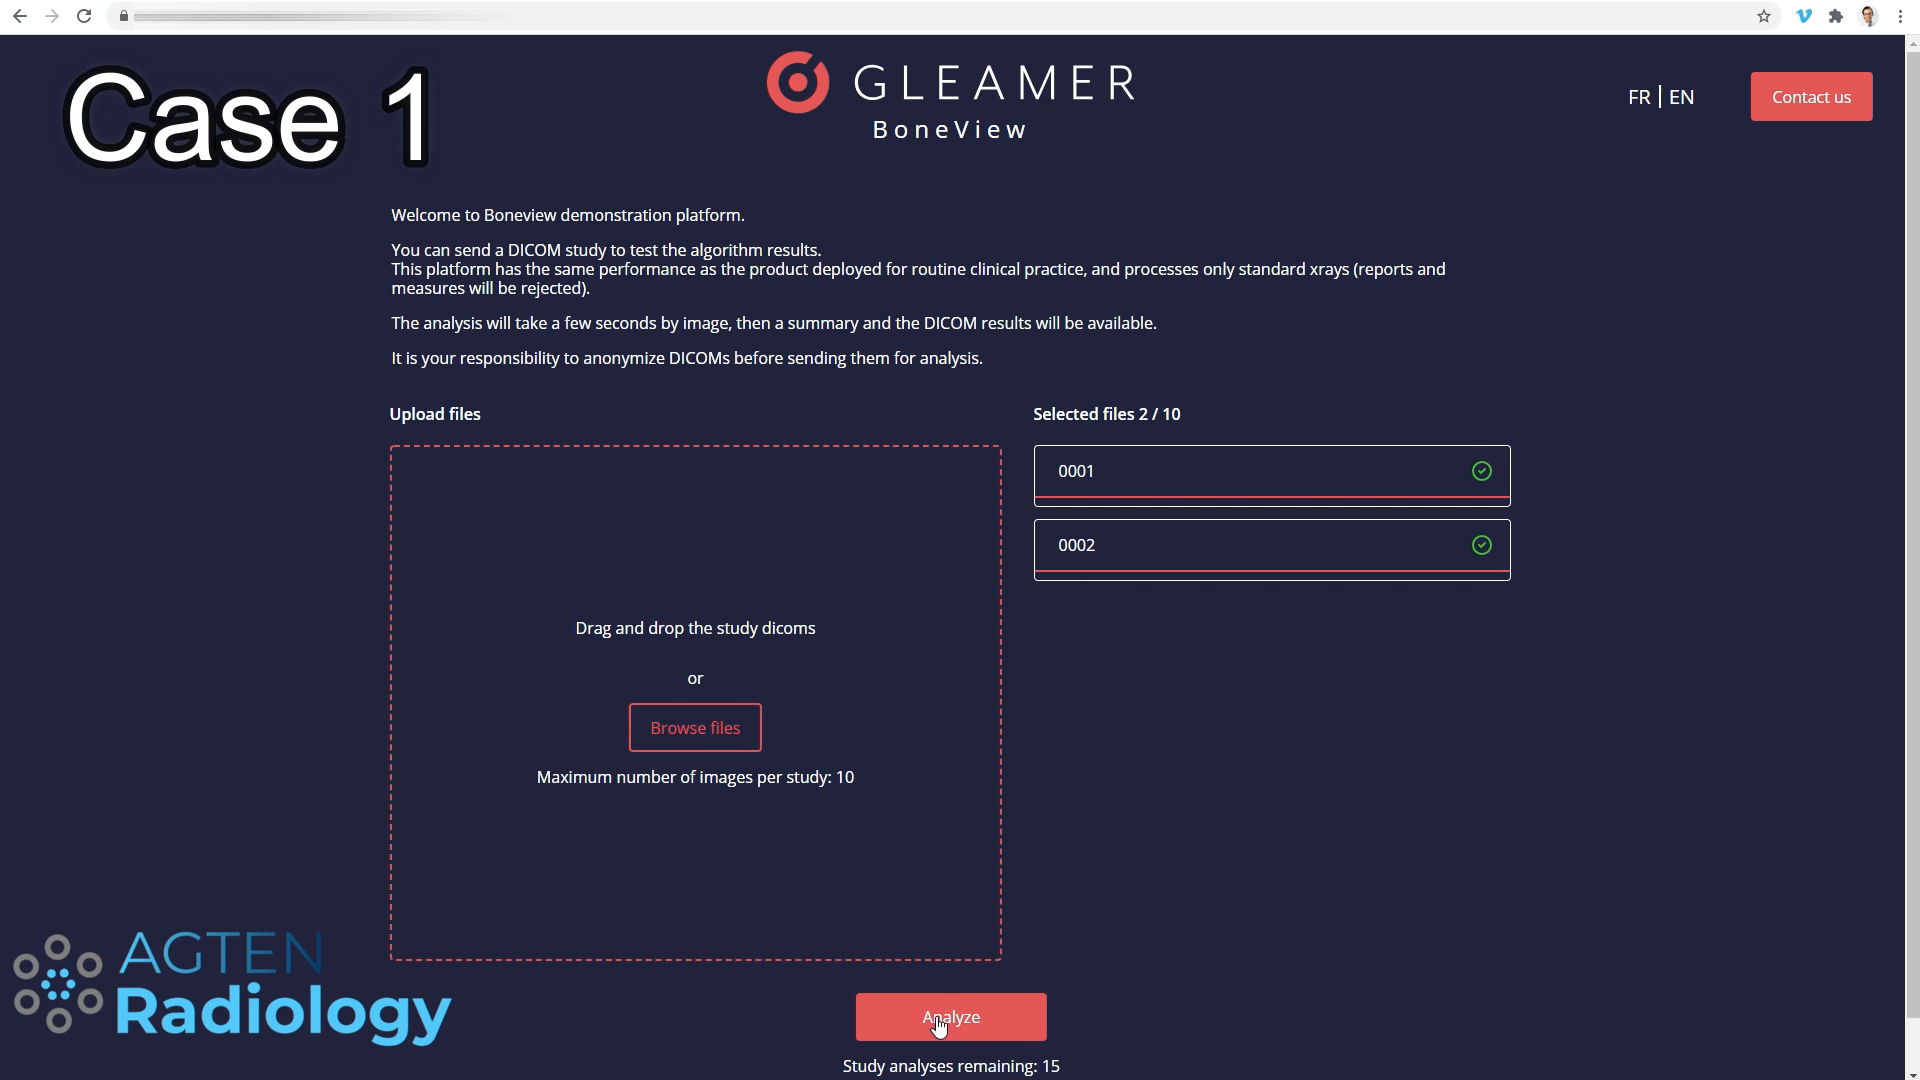 Case 1
GLEAMER
BoneView
FR | EN
Contact us
Welcome to Boneview demonstration platform.
You can send a DICOM study to test the algorithm results.
This platform has the same performance as the product deployed for routine clinical practice, and processes only standard xrays (reports and
measures will be rejected).
The analysis will take a few seconds by image, then a summary and the DICOM results will be available.
It is your responsibility to anonymize DICOMs before sending them for analysis.
Upload files
Selected files 2 / 10
0001
0002
Drag and drop the study dicoms
or
Browse files
Maximum number of images per study: 10
AGTEN
Radiology
Analyze
Study analyses remaining: 15